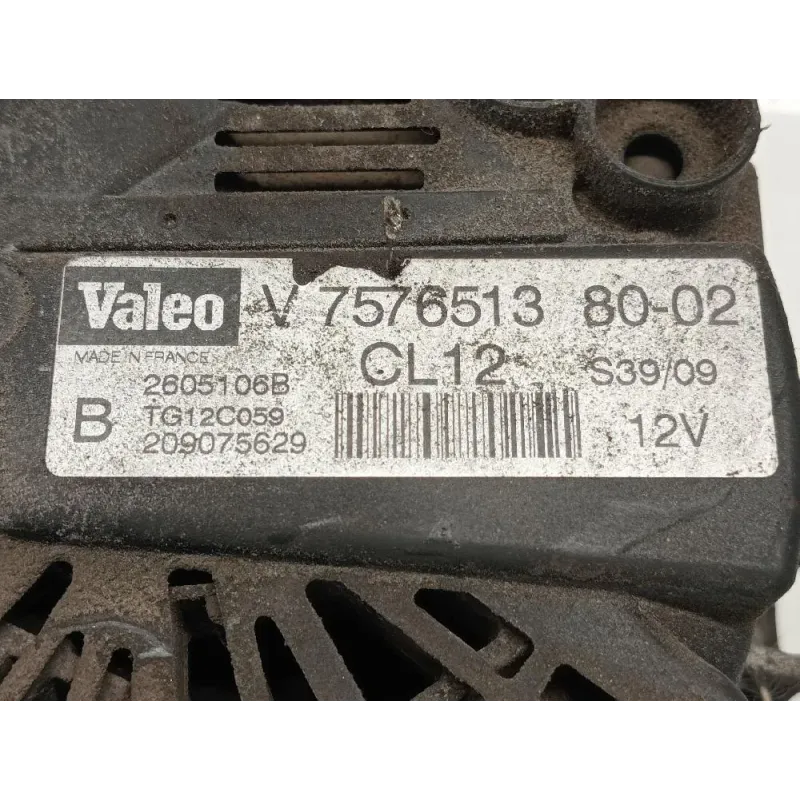 Valeo V 7576513 80-02
MADE IN FRANCE CL12 S39/09
2605106B
B TG12C059 12V
209075629